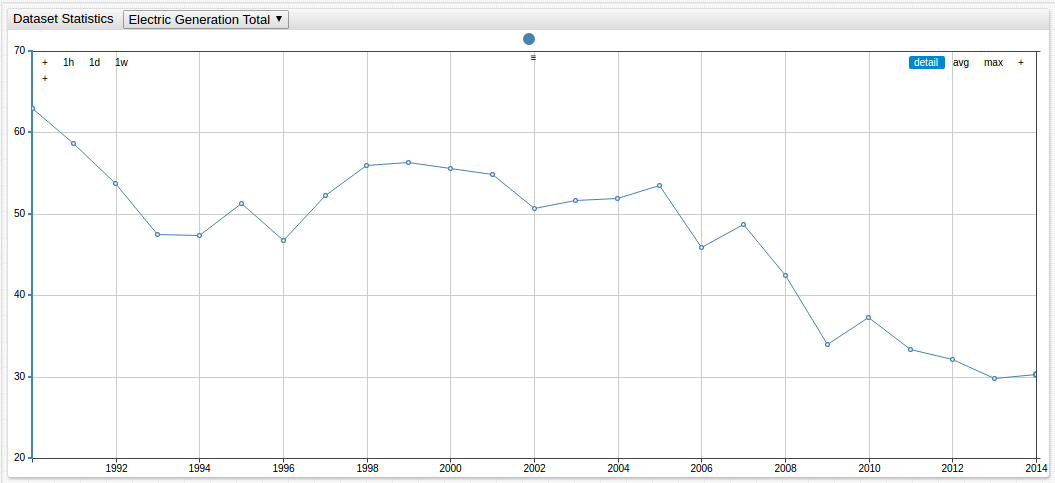 Dataset Statistics Electric Generation Total ▼
70
+ 1h 1d 1w detail avg max +
+
60
50
40
30
20
1992 1994 1996 1998 2000 2002 2004 2006 2008 2010 2012 2014